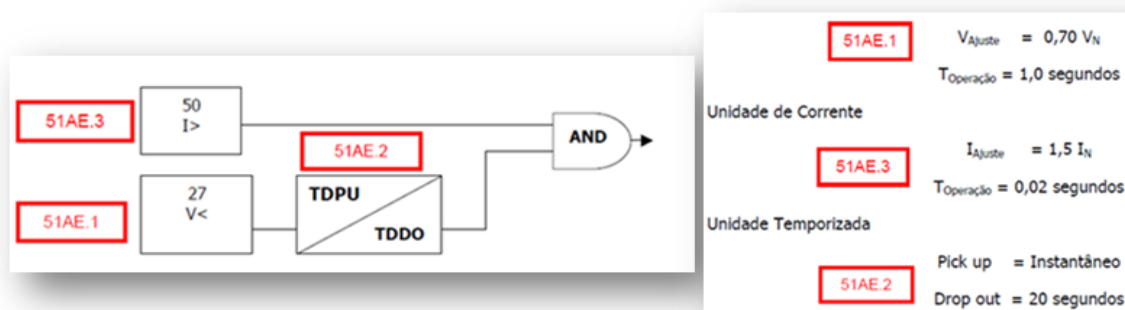 51AE.3
50
I>
51AE.2
AND
51AE.1
27
V<
TDPU
TDDO
51AE.1
VAjuste = 0,70 VN
TOperação = 1,0 segundos
Unidade de Corrente
51AE.3
IAjuste = 1,5 IN
TOperação = 0,02 segundos
Unidade Temporizada
51AE.2
Pick up = Instantâneo
Drop out = 20 segundos